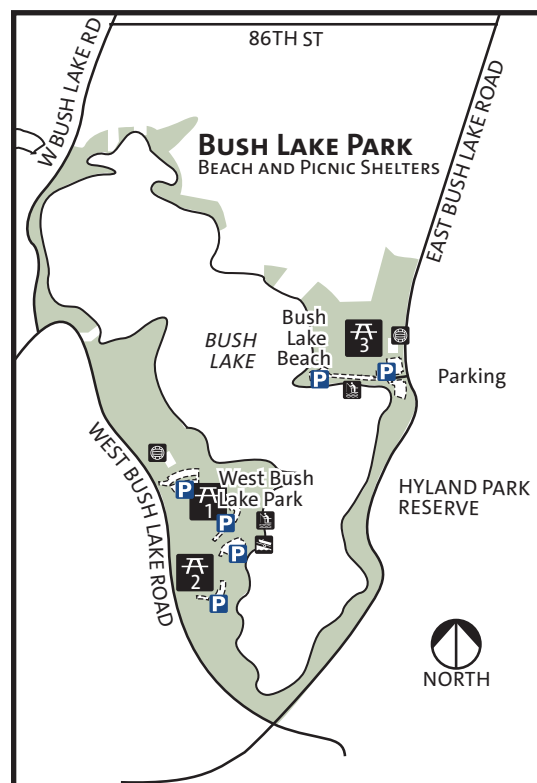 86TH ST
W BUSH LAKE RD
BUSH LAKE PARK
BEACH AND PICNIC SHELTERS
EAST BUSH LAKE ROAD
Bush
Lake
Beach
3
BUSH
LAKE
P
P
Parking
WEST BUSH LAKE ROAD
West Bush
Lake Park
P
1
P
HYLAND PARK
RESERVE
P
2
P
NORTH